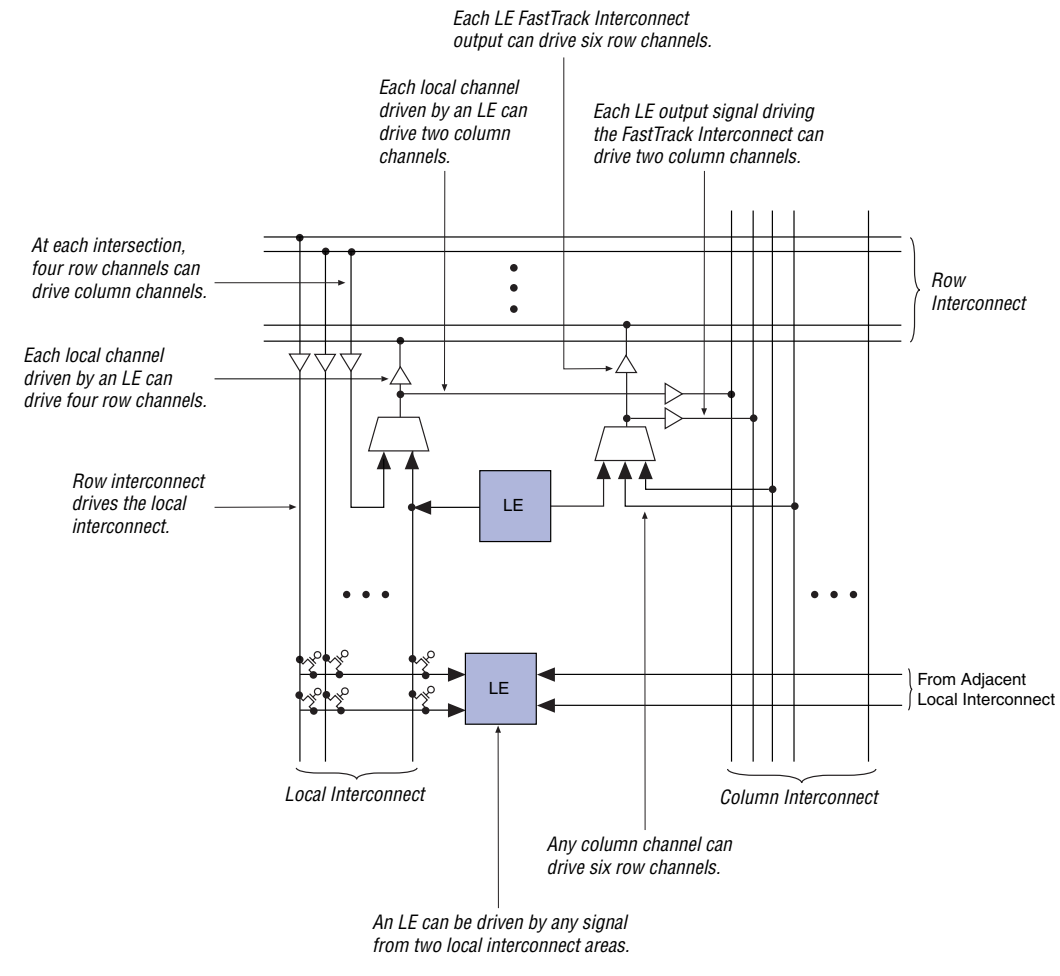 Each LE FastTrack Interconnect
output can drive six row channels.
Each local channel
driven by an LE can
drive two column
channels.
Each LE output signal driving
the FastTrack Interconnect can
drive two column channels.
At each intersection,
four row channels can
drive column channels.
Row
Interconnect
Each local channel
driven by an LE can
drive four row channels.
Row interconnect
drives the local
interconnect.
LE
LE
From Adjacent
Local Interconnect
Local Interconnect
Column Interconnect
Any column channel can
drive six row channels.
An LE can be driven by any signal
from two local interconnect areas.